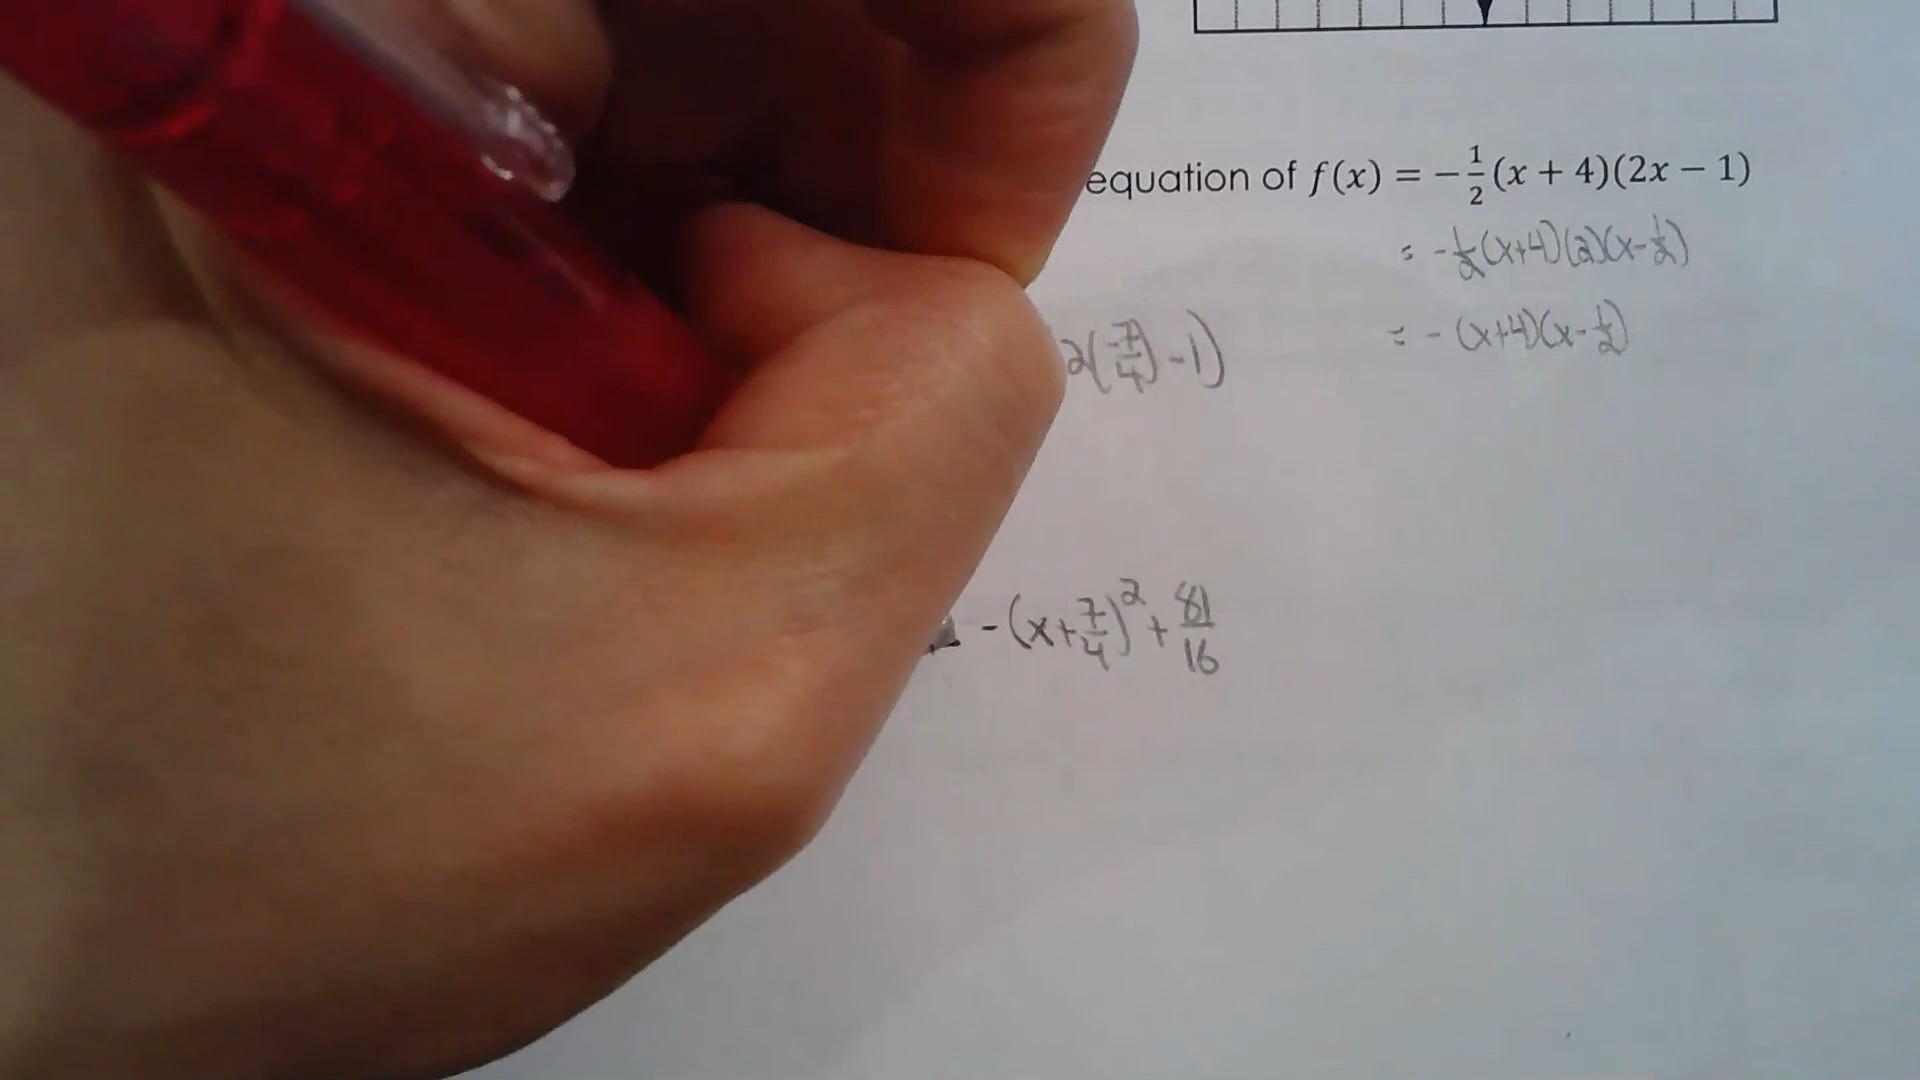 equation of f(x) = −1/2(x + 4)(2x − 1)
= -1/2(x+4)(2)(x-1/2)
= -(x+4)(x-1/2)
2(-7/4)-1)
-(x+7/4)²+81/16